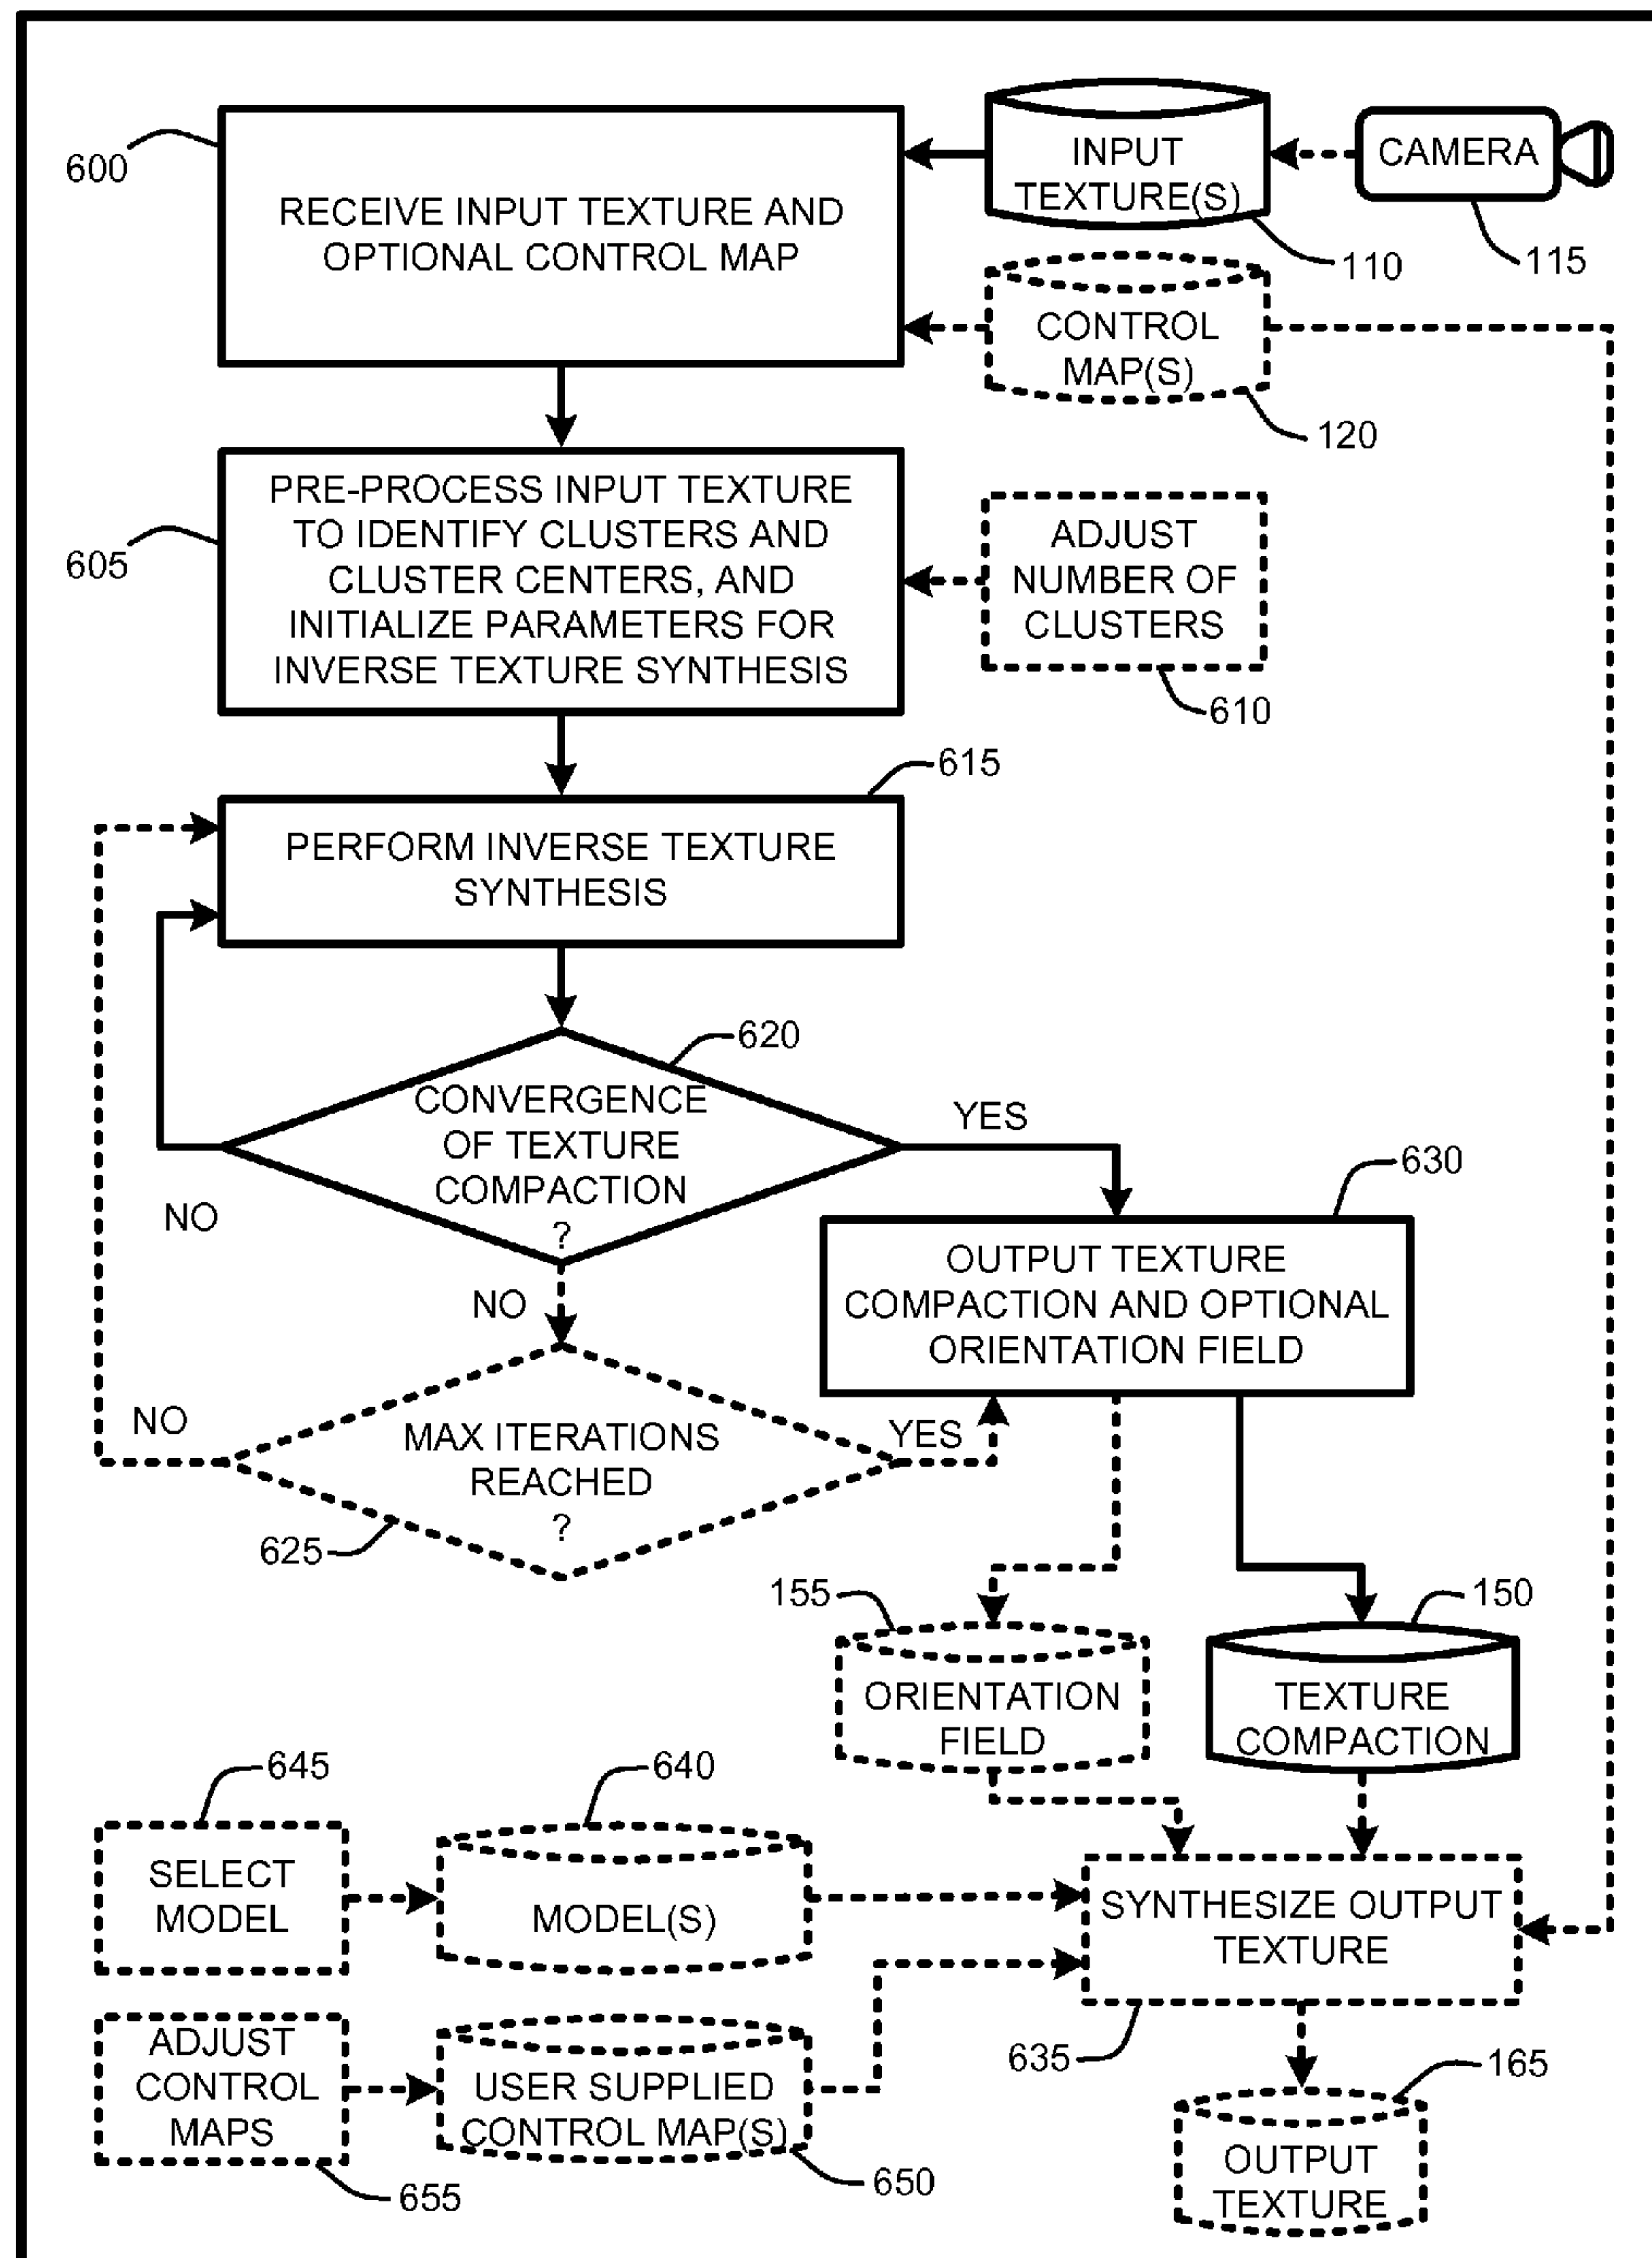 600
RECEIVE INPUT TEXTURE AND
OPTIONAL CONTROL MAP
INPUT
TEXTURE(S)
110
CAMERA
115
CONTROL
MAP(S)
120
605
PRE-PROCESS INPUT TEXTURE
TO IDENTIFY CLUSTERS AND
CLUSTER CENTERS, AND
INITIALIZE PARAMETERS FOR
INVERSE TEXTURE SYNTHESIS
ADJUST
NUMBER OF
CLUSTERS
610
615
PERFORM INVERSE TEXTURE
SYNTHESIS
620
CONVERGENCE
OF TEXTURE
COMPACTION
?
YES
NO
NO
630
OUTPUT TEXTURE
COMPACTION AND OPTIONAL
ORIENTATION FIELD
NO
MAX ITERATIONS
REACHED
?
YES
625
155
ORIENTATION
FIELD
150
TEXTURE
COMPACTION
645
SELECT
MODEL
640
MODEL(S)
SYNTHESIZE OUTPUT
TEXTURE
635
ADJUST
CONTROL
MAPS
655
USER SUPPLIED
CONTROL MAP(S)
650
165
OUTPUT
TEXTURE